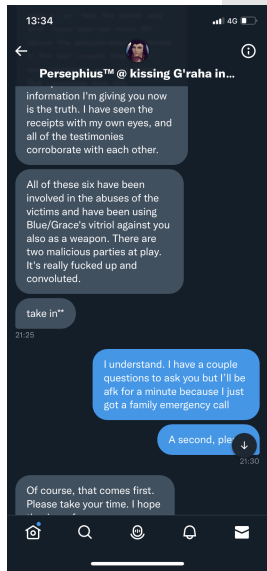 13:34
4G
Persephius™ @ kissing G'raha in...
information I'm giving you now
is the truth. I have seen the
receipts with my own eyes, and
all of the testimonies
corroborate with each other.
All of these six have been
involved in the abuses of the
victims and have been using
Blue/Grace's vitriol against you
also as a weapon. There are
two malicious parties at play.
It's really fucked up and
convoluted.
take in**
21:25
I understand. I have a couple
questions to ask you but I'll be
afk for a minute because I just
got a family emergency call
A second,
21:30
Of course, that comes first.
Please take your time. I hope